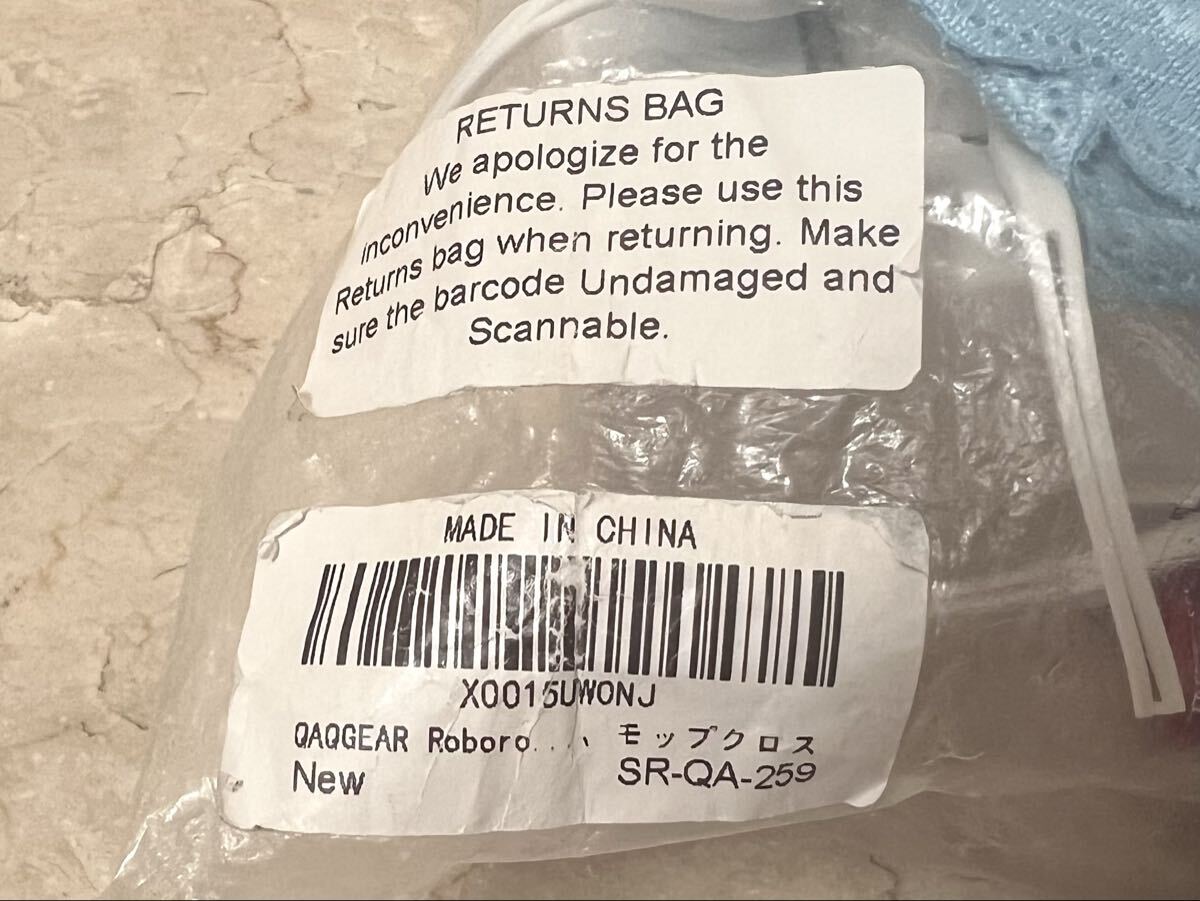 RETURNS BAG
We apologize for the
inconvenience. Please use this
Returns bag when returning. Make
sure the barcode Undamaged and
Scannable.
MADE IN CHINA
X0015UWONJ
QAQGEAR Roboro...、モップクロス
New SR-QA-259